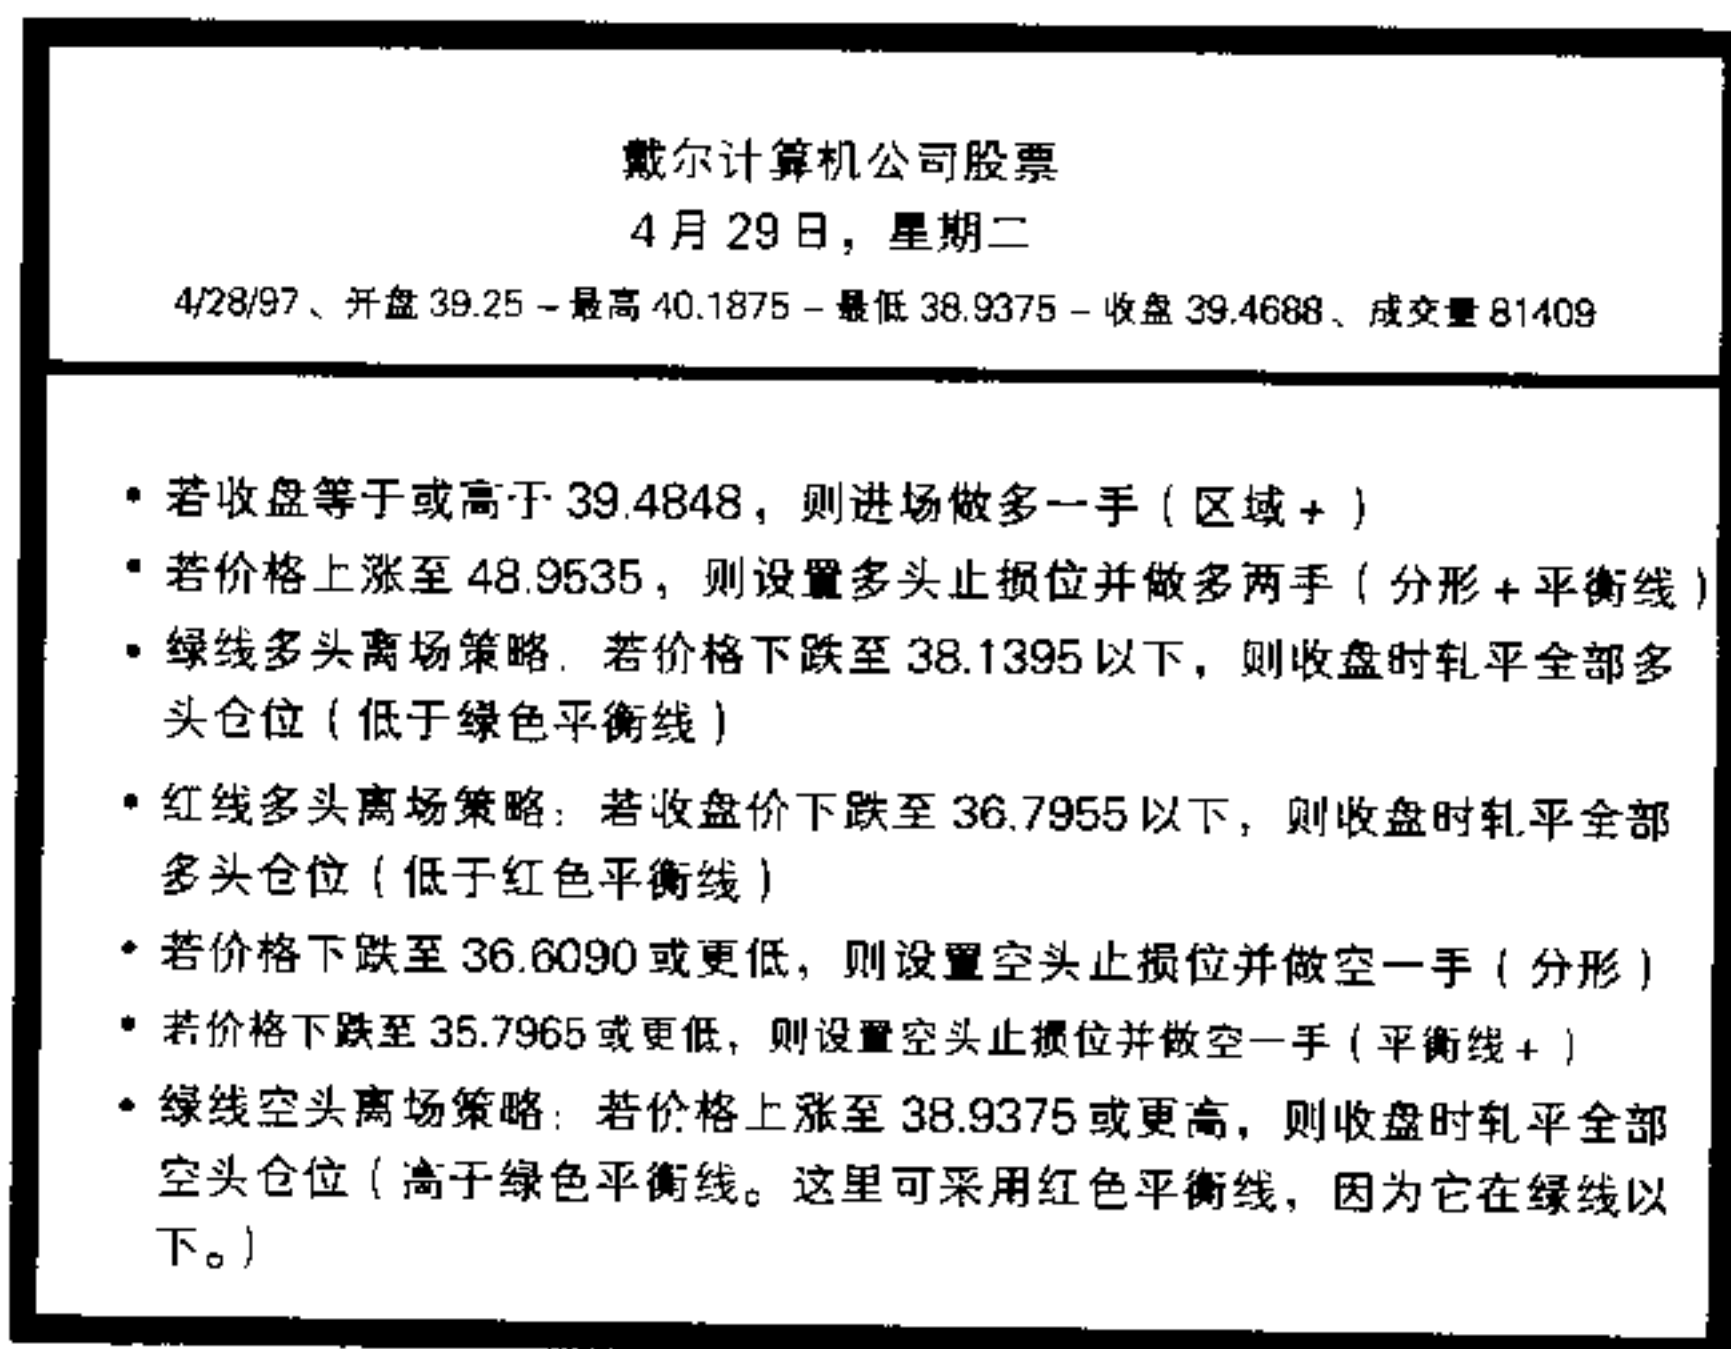 戴尔计算机公司股票
4月29日，星期二
4/28/97、开盘 39.25 – 最高 40.1875 – 最低 38.9375 – 收盘 39.4688、成交量 81409
• 若收盘等于或高于 39.4848，则进场做多一手（区域+）
• 若价格上涨至 48.9535，则设置多头止损位并做多两手（分形+平衡线）
• 绿线多头离场策略. 若价格下跌至 38.1395 以下，则收盘时轧平全部多
头仓位（低于绿色平衡线）
• 红线多头离场策略：若收盘价下跌至 36.7955 以下，则收盘时轧平全部
多头仓位（低于红色平衡线）
• 若价格下跌至 36.6090 或更低，则设置空头止损位并做空一手（分形）
• 若价格下跌至 35.7965 或更低，则设置空头止损位并做空一手（平衡线+）
• 绿线空头离场策略：若价格上涨至 38.9375 或更高，则收盘时轧平全部
空头仓位（高于绿色平衡线。这里可采用红色平衡线，因为它在绿线以
下。）